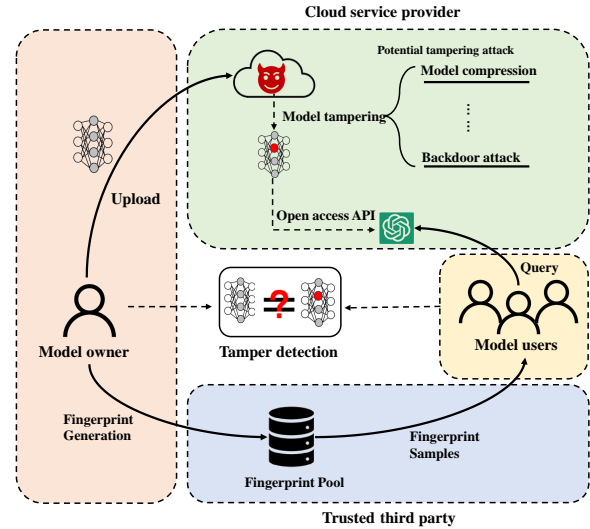 Cloud service provider
Potential tampering attack
Model compression
Model tampering
Backdoor attack
Upload
Open access API
Query
?
Model owner
Tamper detection
Model users
Fingerprint
Generation
Fingerprint
Samples
Fingerprint Pool
Trusted third party